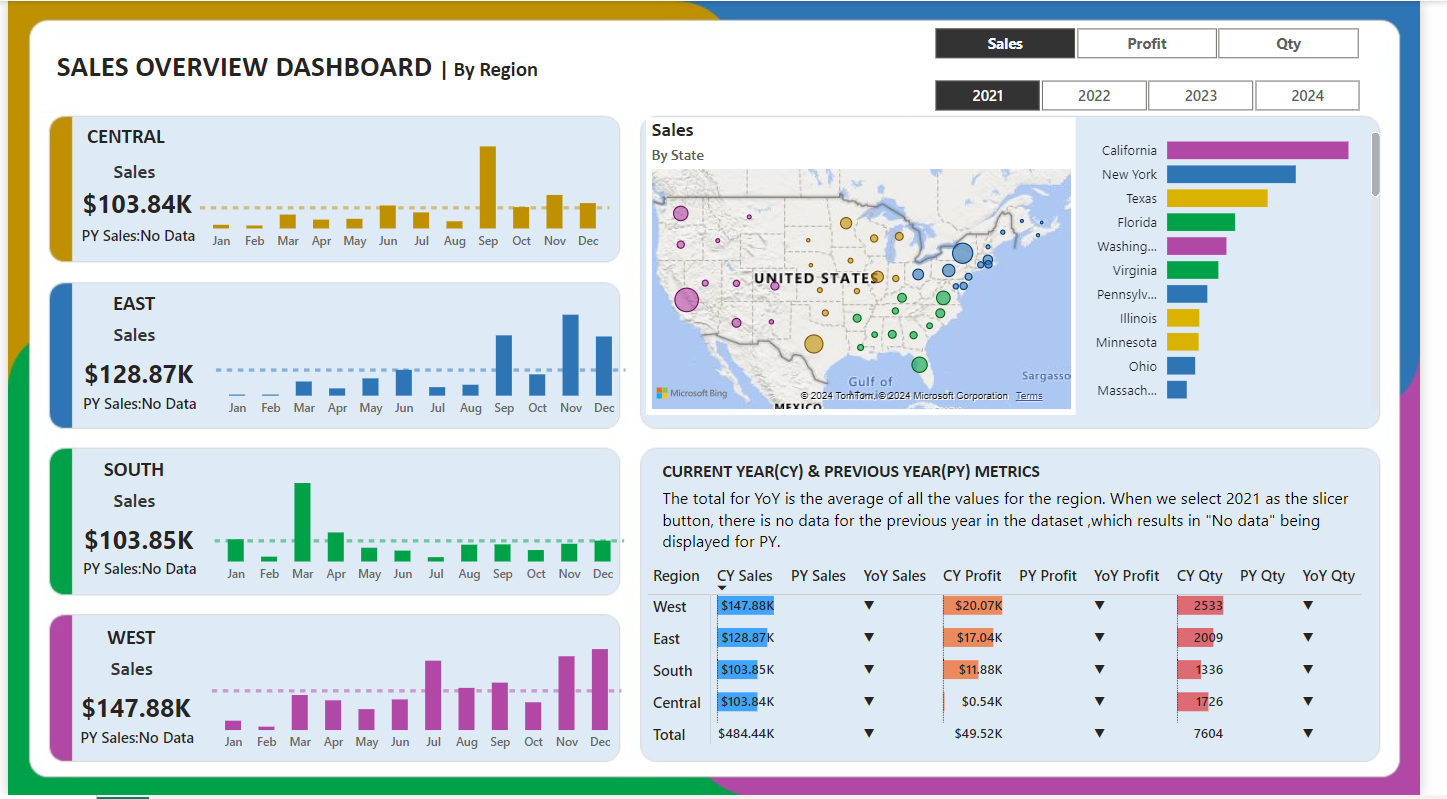 SALES OVERVIEW DASHBOARD | By Region
Sales Profit Qty
2021 2022 2023 2024
CENTRAL
Sales
$103.84K
PY Sales:No Data
Jan Feb Mar Apr May Jun Jul Aug Sep Oct Nov Dec
EAST
Sales
$128.87K
PY Sales:No Data
Jan Feb Mar Apr May Jun Jul Aug Sep Oct Nov Dec
SOUTH
Sales
$103.85K
PY Sales:No Data
Jan Feb Mar Apr May Jun Jul Aug Sep Oct Nov Dec
WEST
Sales
$147.88K
PY Sales:No Data
Jan Feb Mar Apr May Jun Jul Aug Sep Oct Nov Dec
Sales
By State
UNITED STATES
Gulf of
Sargasso
MEXICO
Microsoft Bing
© 2024 TomTom, © 2024 Microsoft Corporation Terms
California
New York
Texas
Florida
Washing...
Virginia
Pennsylv...
Illinois
Minnesota
Ohio
Massach...
CURRENT YEAR(CY) & PREVIOUS YEAR(PY) METRICS
The total for YoY is the average of all the values for the region. When we select 2021 as the slicer
button, there is no data for the previous year in the dataset ,which results in "No data" being
displayed for PY.
Region CY Sales PY Sales YoY Sales CY Profit PY Profit YoY Profit CY Qty PY Qty YoY Qty
West $147.88K ▼ $20.07K ▼ 2533 ▼
East $128.87K ▼ $17.04K ▼ 2009 ▼
South $103.85K ▼ $11.88K ▼ 1336 ▼
Central $103.84K ▼ $0.54K ▼ 1726 ▼
Total $484.44K ▼ $49.52K ▼ 7604 ▼